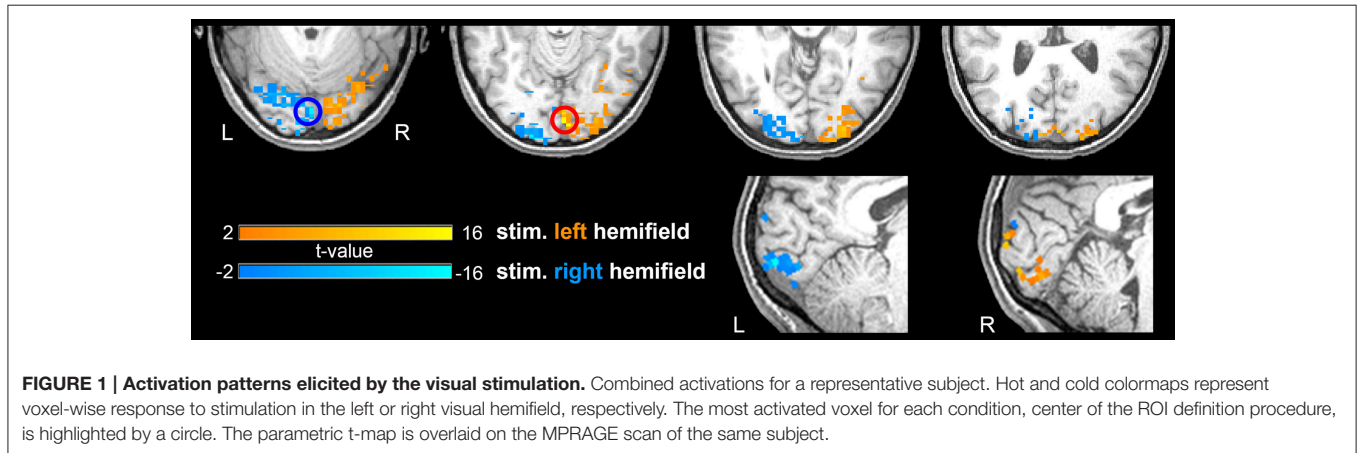 L R
2 16 stim. left hemifield
t-value
-2 -16 stim. right hemifield
L R
FIGURE 1 | Activation patterns elicited by the visual stimulation. Combined activations for a representative subject. Hot and cold colormaps represent
voxel-wise response to stimulation in the left or right visual hemifield, respectively. The most activated voxel for each condition, center of the ROI definition procedure,
is highlighted by a circle. The parametric t-map is overlaid on the MPRAGE scan of the same subject.